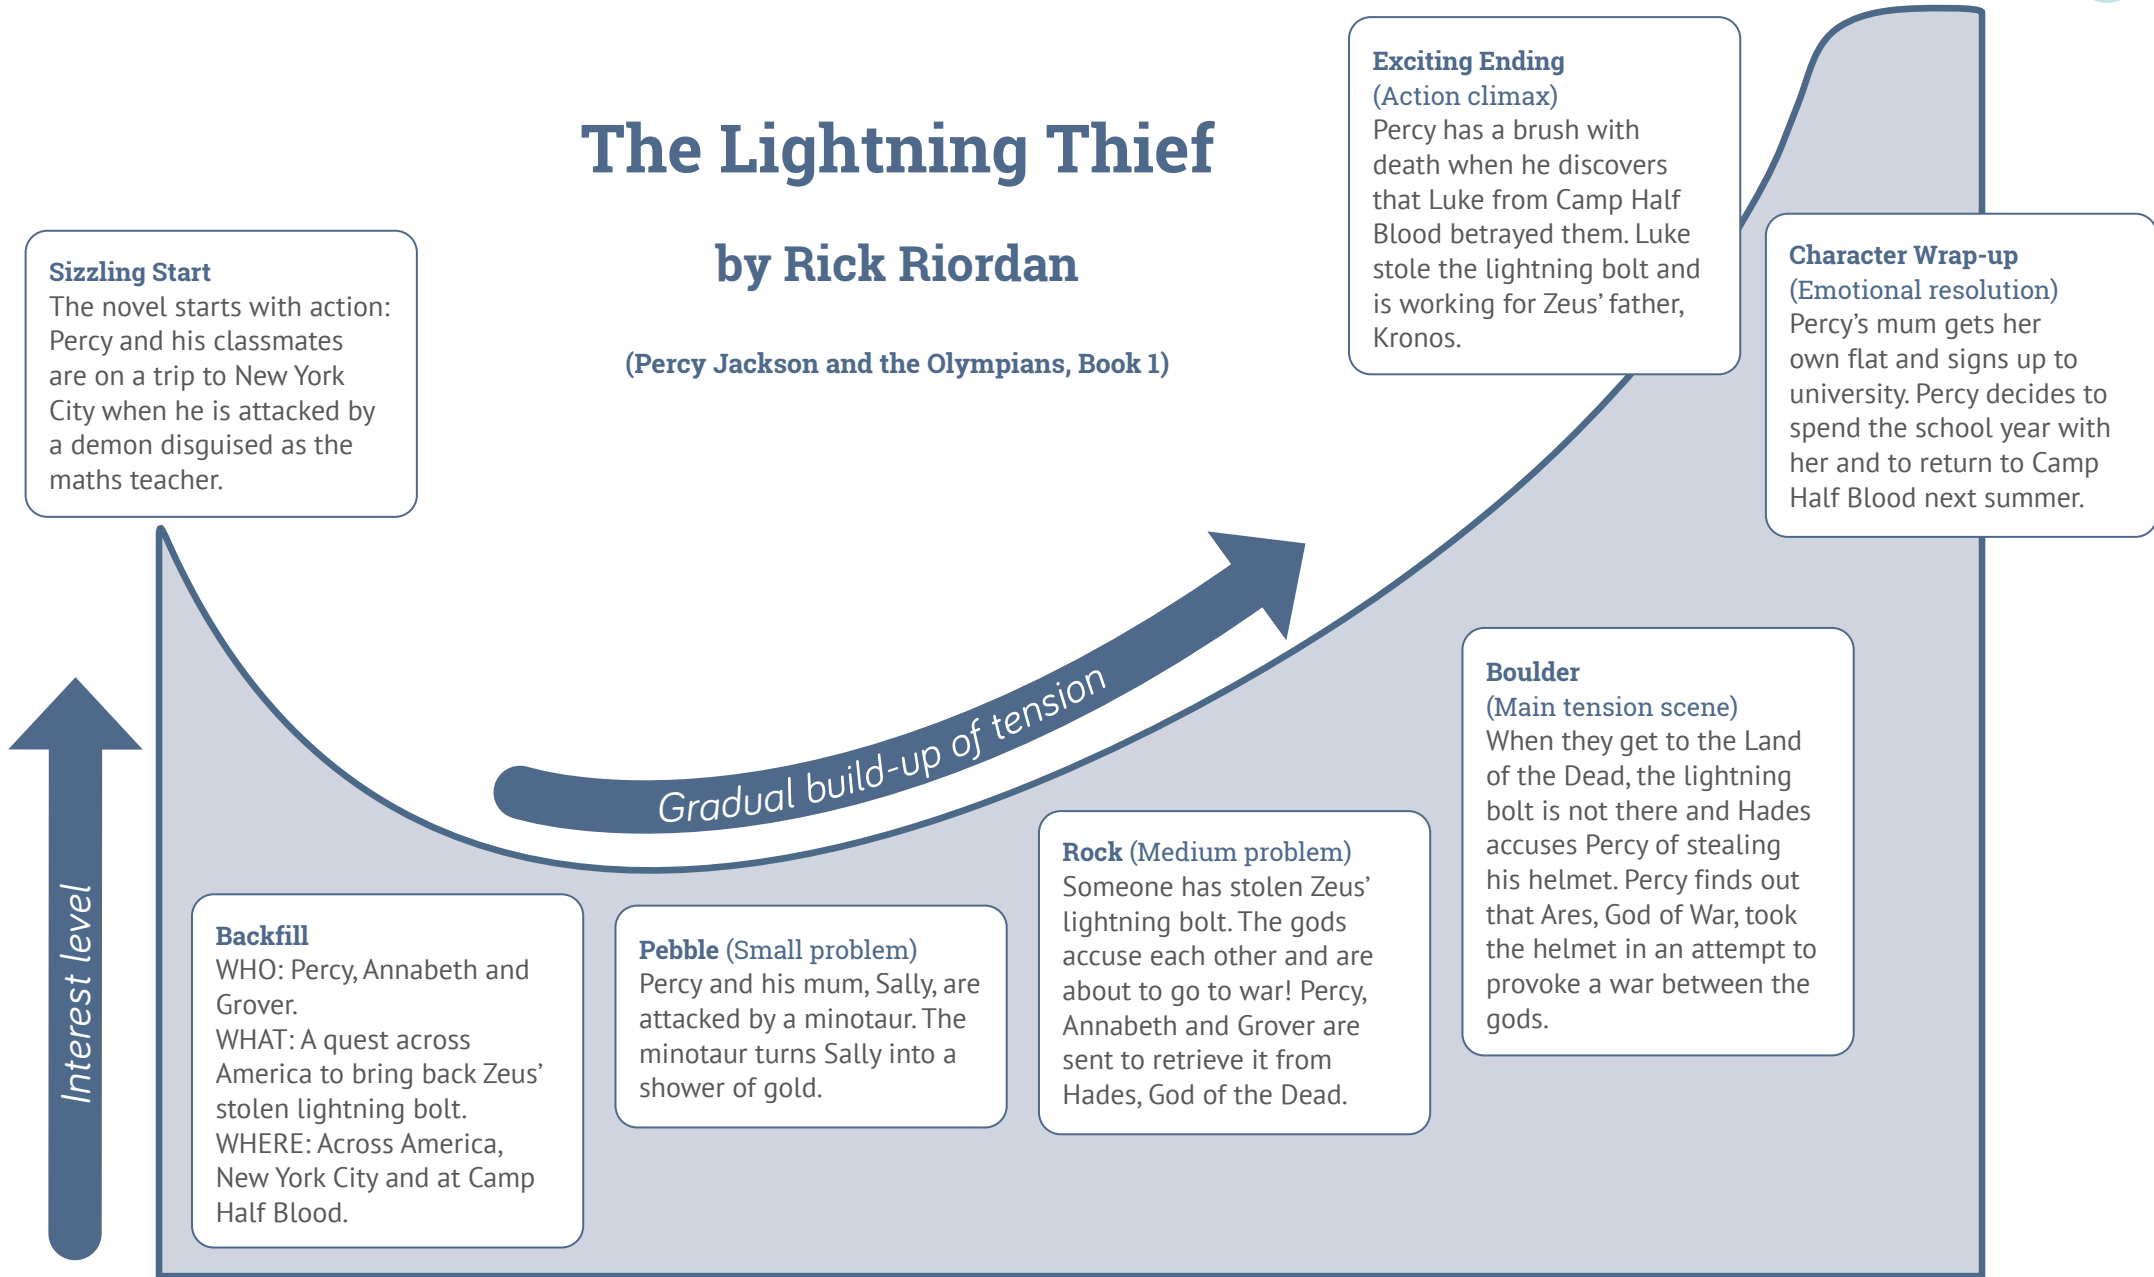 The Lightning Thief
by Rick Riordan
(Percy Jackson and the Olympians, Book 1)
Sizzling Start
The novel starts with action:
Percy and his classmates
are on a trip to New York
City when he is attacked by
a demon disguised as the
maths teacher.
Backfill
WHO: Percy, Annabeth and
Grover.
WHAT: A quest across
America to bring back Zeus’
stolen lightning bolt.
WHERE: Across America,
New York City and at Camp
Half Blood.
Pebble (Small problem)
Percy and his mum, Sally, are
attacked by a minotaur. The
minotaur turns Sally into a
shower of gold.
Rock (Medium problem)
Someone has stolen Zeus’
lightning bolt. The gods
accuse each other and are
about to go to war! Percy,
Annabeth and Grover are
sent to retrieve it from
Hades, God of the Dead.
Boulder
(Main tension scene)
When they get to the Land
of the Dead, the lightning
bolt is not there and Hades
accuses Percy of stealing
his helmet. Percy finds out
that Ares, God of War, took
the helmet in an attempt to
provoke a war between the
gods.
Exciting Ending
(Action climax)
Percy has a brush with
death when he discovers
that Luke from Camp Half
Blood betrayed them. Luke
stole the lightning bolt and
is working for Zeus’ father,
Kronos.
Character Wrap-up
(Emotional resolution)
Percy’s mum gets her
own flat and signs up to
university. Percy decides to
spend the school year with
her and to return to Camp
Half Blood next summer.
Gradual build-up of tension
Interest level